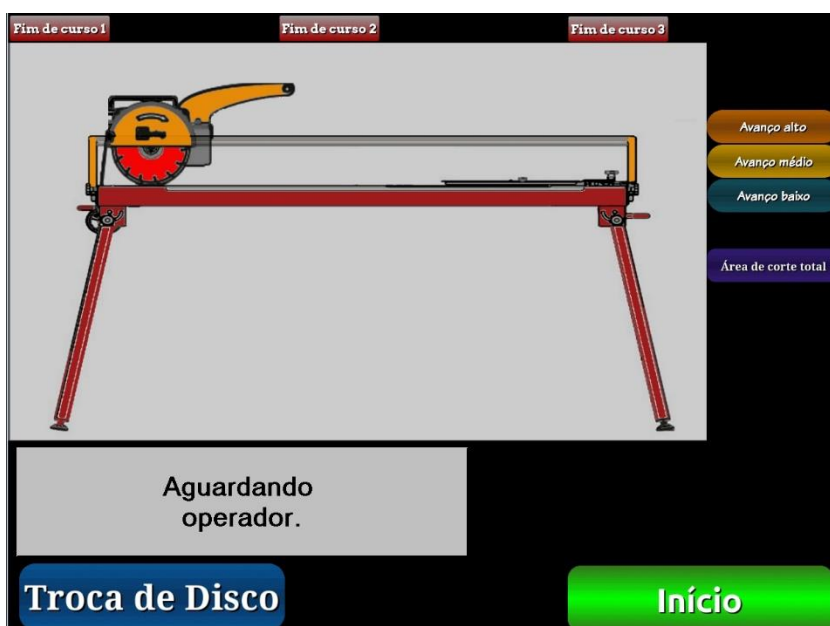 Fim de curso 1
Fim de curso 2
Fim de curso 3
Avanço alto
Avanço médio
Avanço baixo
Área de corte total
Aguardando
operador.
Troca de Disco
Início